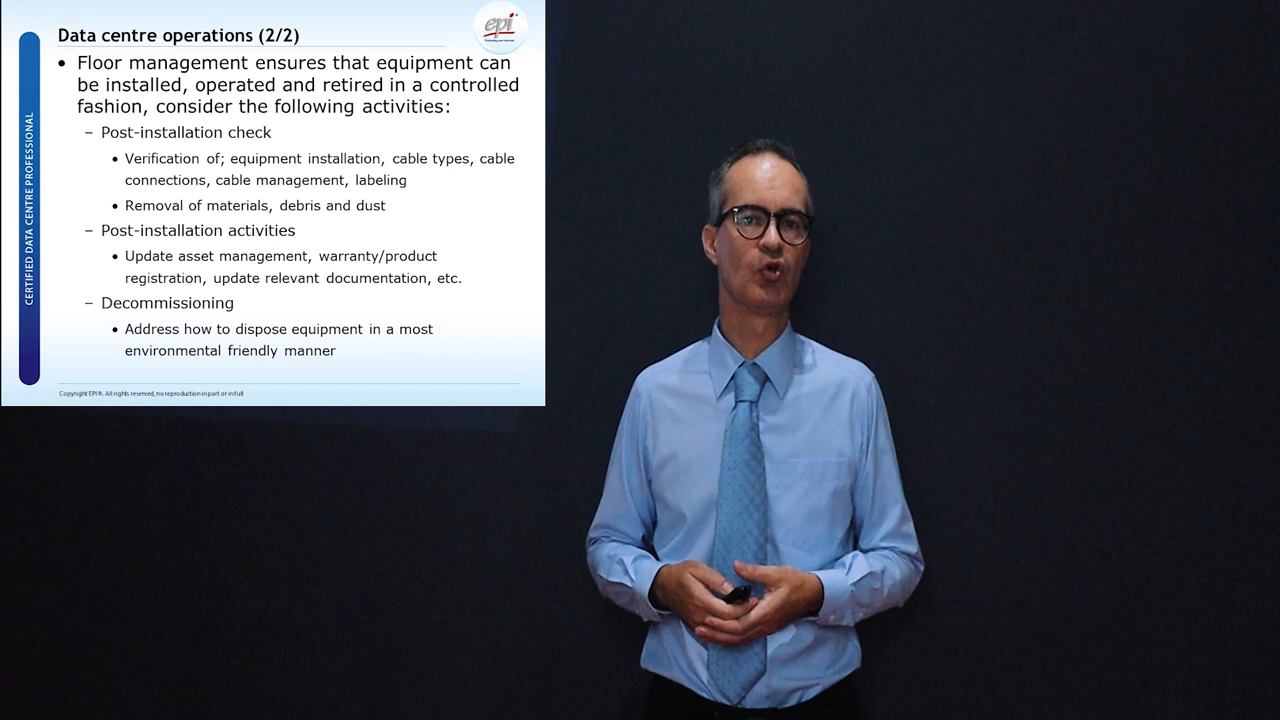 Data centre operations (2/2)
epi
• Floor management ensures that equipment can
be installed, operated and retired in a controlled
fashion, consider the following activities:
– Post-installation check
• Verification of; equipment installation, cable types, cable
connections, cable management, labeling
• Removal of materials, debris and dust
– Post-installation activities
• Update asset management, warranty/product
registration, update relevant documentation, etc.
– Decommissioning
• Address how to dispose equipment in a most
environmental friendly manner
CERTIFIED DATA CENTRE PROFESSIONAL
Copyright EPI®. All rights reserved, no reproduction in part or in full